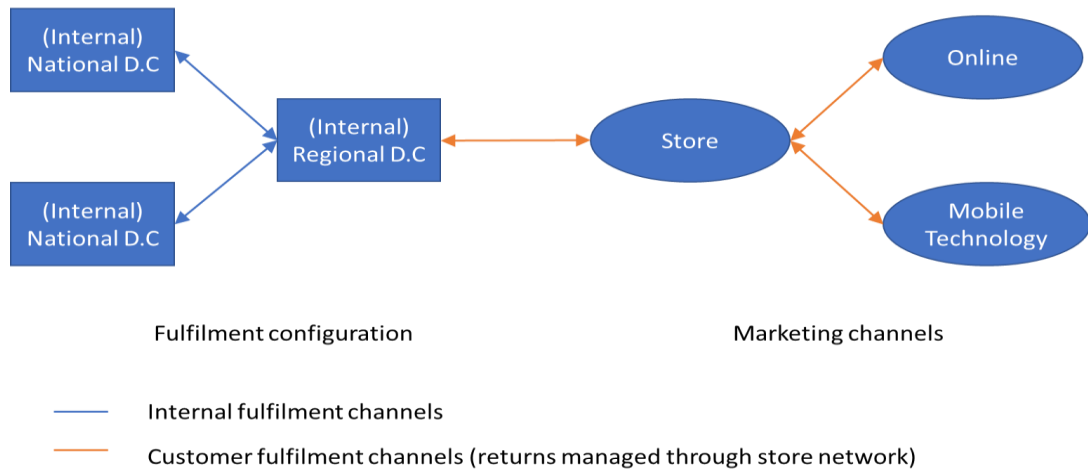 (Internal)
National D.C
(Internal)
Regional D.C
(Internal)
National D.C
Store
Online
Mobile
Technology
Fulfilment configuration
Marketing channels
Internal fulfilment channels
Customer fulfilment channels (returns managed through store network)